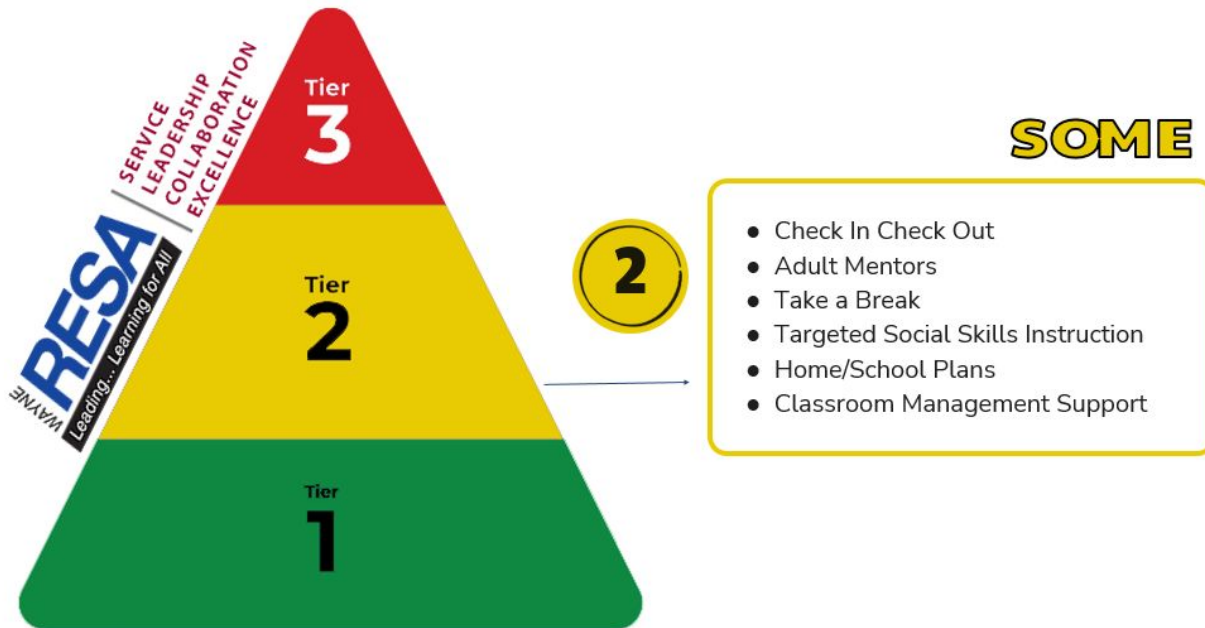 Tier
3
SERVICE
LEADERSHIP
COLLABORATION
EXCELLENCE
WAYNE
RESA
Leading... Learning for All
Tier
2
Tier
1
SOME
2
● Check In Check Out
● Adult Mentors
● Take a Break
● Targeted Social Skills Instruction
● Home/School Plans
● Classroom Management Support